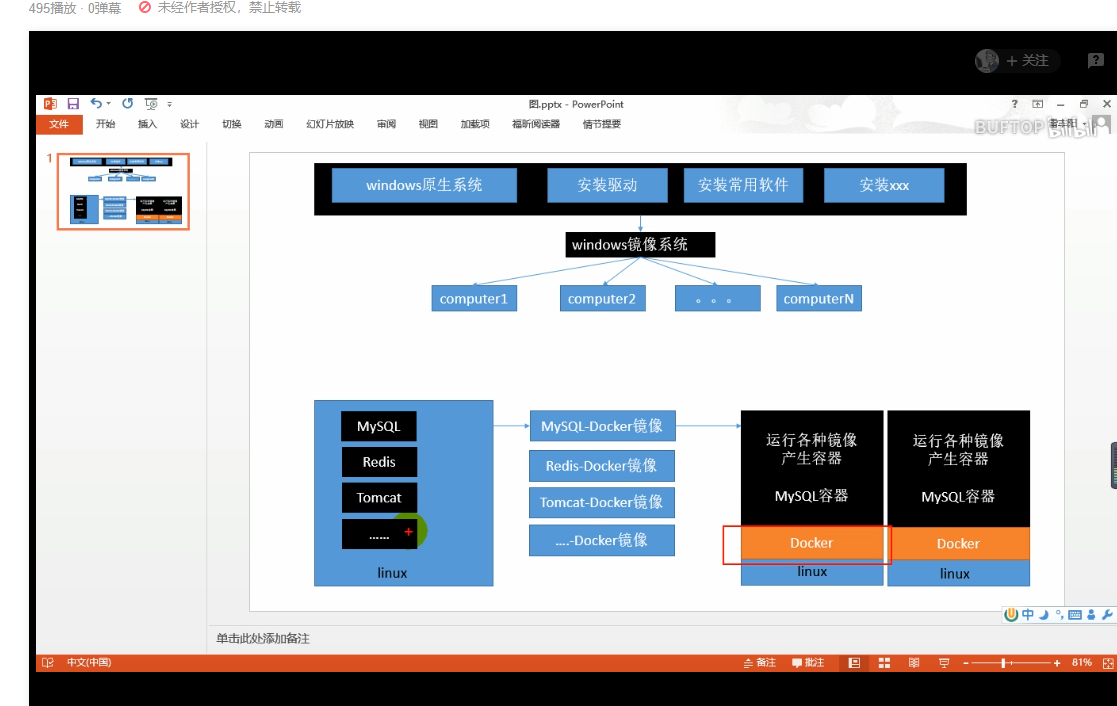 495播放 · 0弹幕 未经作者授权，禁止转载
+ 关注
图.pptx - PowerPoint
文件 开始 插入 设计 切换 动画 幻灯片放映 审阅 视图 加载项 福昕阅读器 情节提要
BUFTOP bilibili
1
windows原生系统 安装驱动 安装常用软件 安装xxx
windows镜像系统
computer1 computer2 。。。 computerN
MySQL
Redis
Tomcat
......
linux
MySQL-Docker镜像
Redis-Docker镜像
Tomcat-Docker镜像
....-Docker镜像
运行各种镜像
产生容器
MySQL容器
Docker
linux
运行各种镜像
产生容器
MySQL容器
Docker
linux
单击此处添加备注
中
中文(中国) 备注 批注 81%